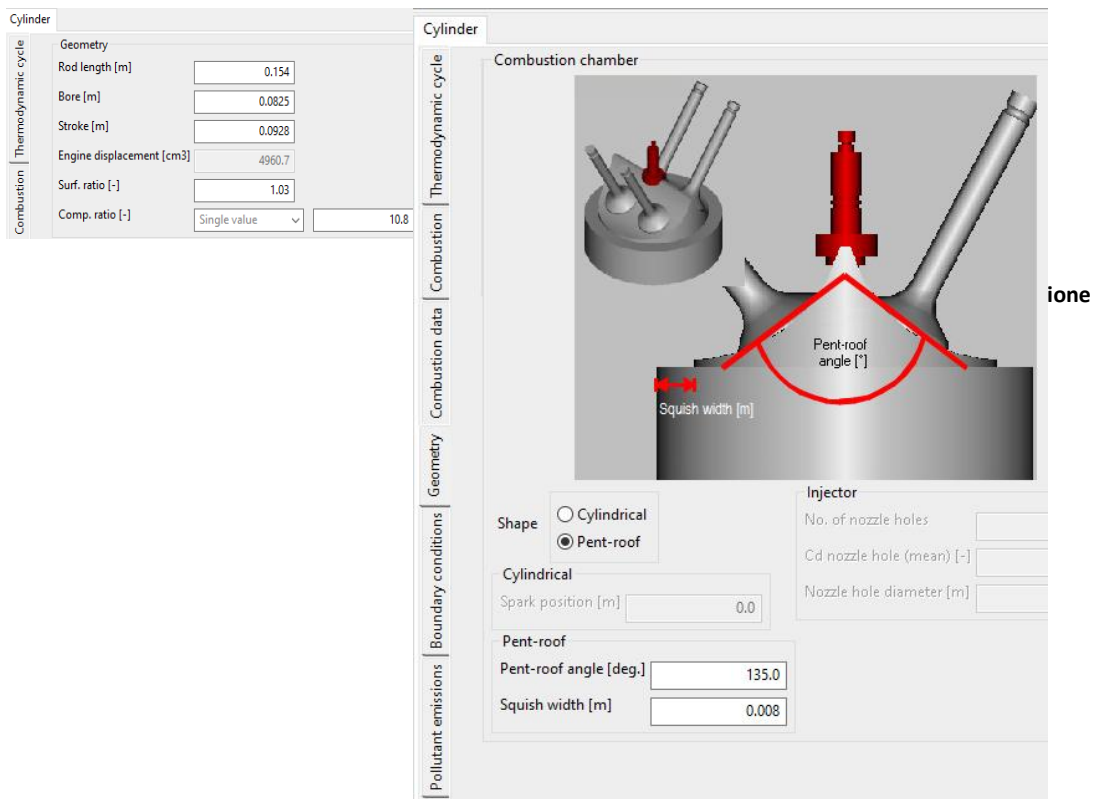 Cylinder
Thermodynamic cycle
Combustion
Geometry
Rod length [m] 0.154
Bore [m] 0.0825
Stroke [m] 0.0928
Engine displacement [cm3] 4960.7
Surf. ratio [-] 1.03
Comp. ratio [-] Single value 10.8
Cylinder
Thermodynamic cycle
Combustion
Combustion data
Geometry
Boundary conditions
Pollutant emissions
Combustion chamber
Pent-roof
angle [°]
Squish width [m]
Shape
Cylindrical
Pent-roof
Cylindrical
Spark position [m] 0.0
Pent-roof
Pent-roof angle [deg.] 135.0
Squish width [m] 0.008
Injector
No. of nozzle holes
Cd nozzle hole (mean) [-]
Nozzle hole diameter [m]
ione